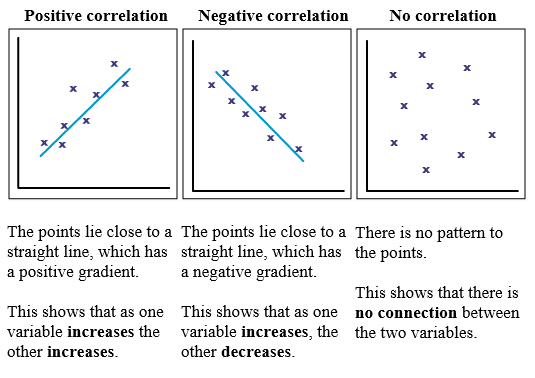 Positive correlation
Negative correlation
No correlation
The points lie close to a
straight line, which has
a positive gradient.
This shows that as one
variable increases the
other increases.
The points lie close to a
straight line, which has
a negative gradient.
This shows that as one
variable increases, the
other decreases.
There is no pattern to
the points.
This shows that there is
no connection between
the two variables.